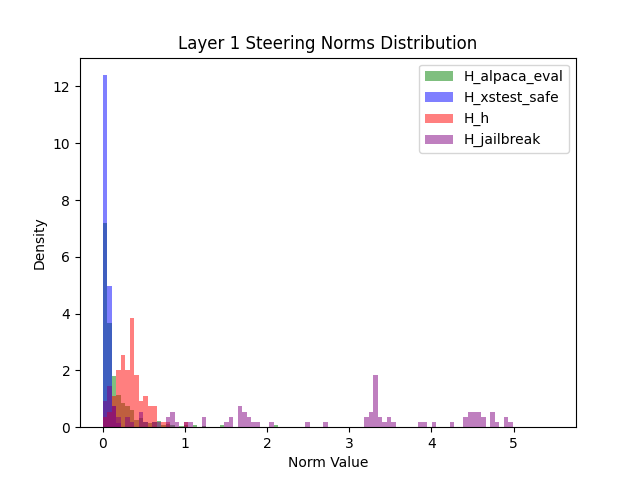 Layer 1 Steering Norms Distribution
H_alpaca_eval
H_xstest_safe
H_h
H_jailbreak
12
10
8
6
4
2
0
Density
0 1 2 3 4 5
Norm Value